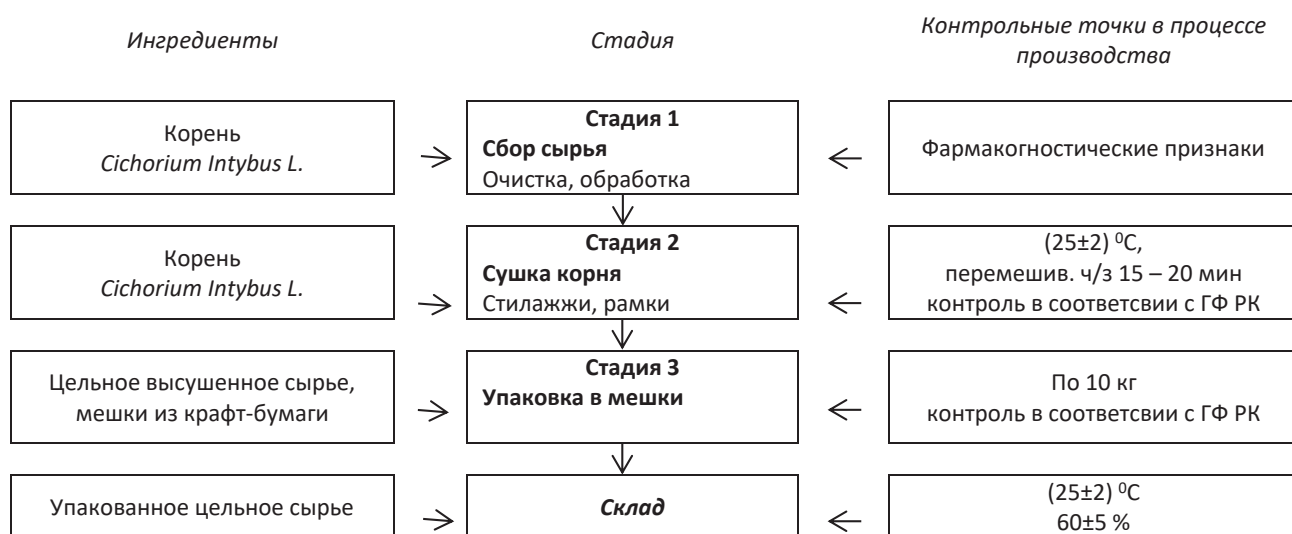 Ингредиенты
Стадия
Контрольные точки в процессе
производства
Корень
Cichorium Intybus L.
Стадия 1
Сбор сырья
Очистка, обработка
Фармакогностические признаки
Корень
Cichorium Intybus L.
Стадия 2
Сушка корня
Стилажжи, рамки
(25±2) ⁰С,
перемешив. ч/з 15 – 20 мин
контроль в соответсвии с ГФ РК
Цельное высушенное сырье,
мешки из крафт-бумаги
Стадия 3
Упаковка в мешки
По 10 кг
контроль в соответсвии с ГФ РК
Упакованное цельное сырье
Склад
(25±2) ⁰С
60±5 %